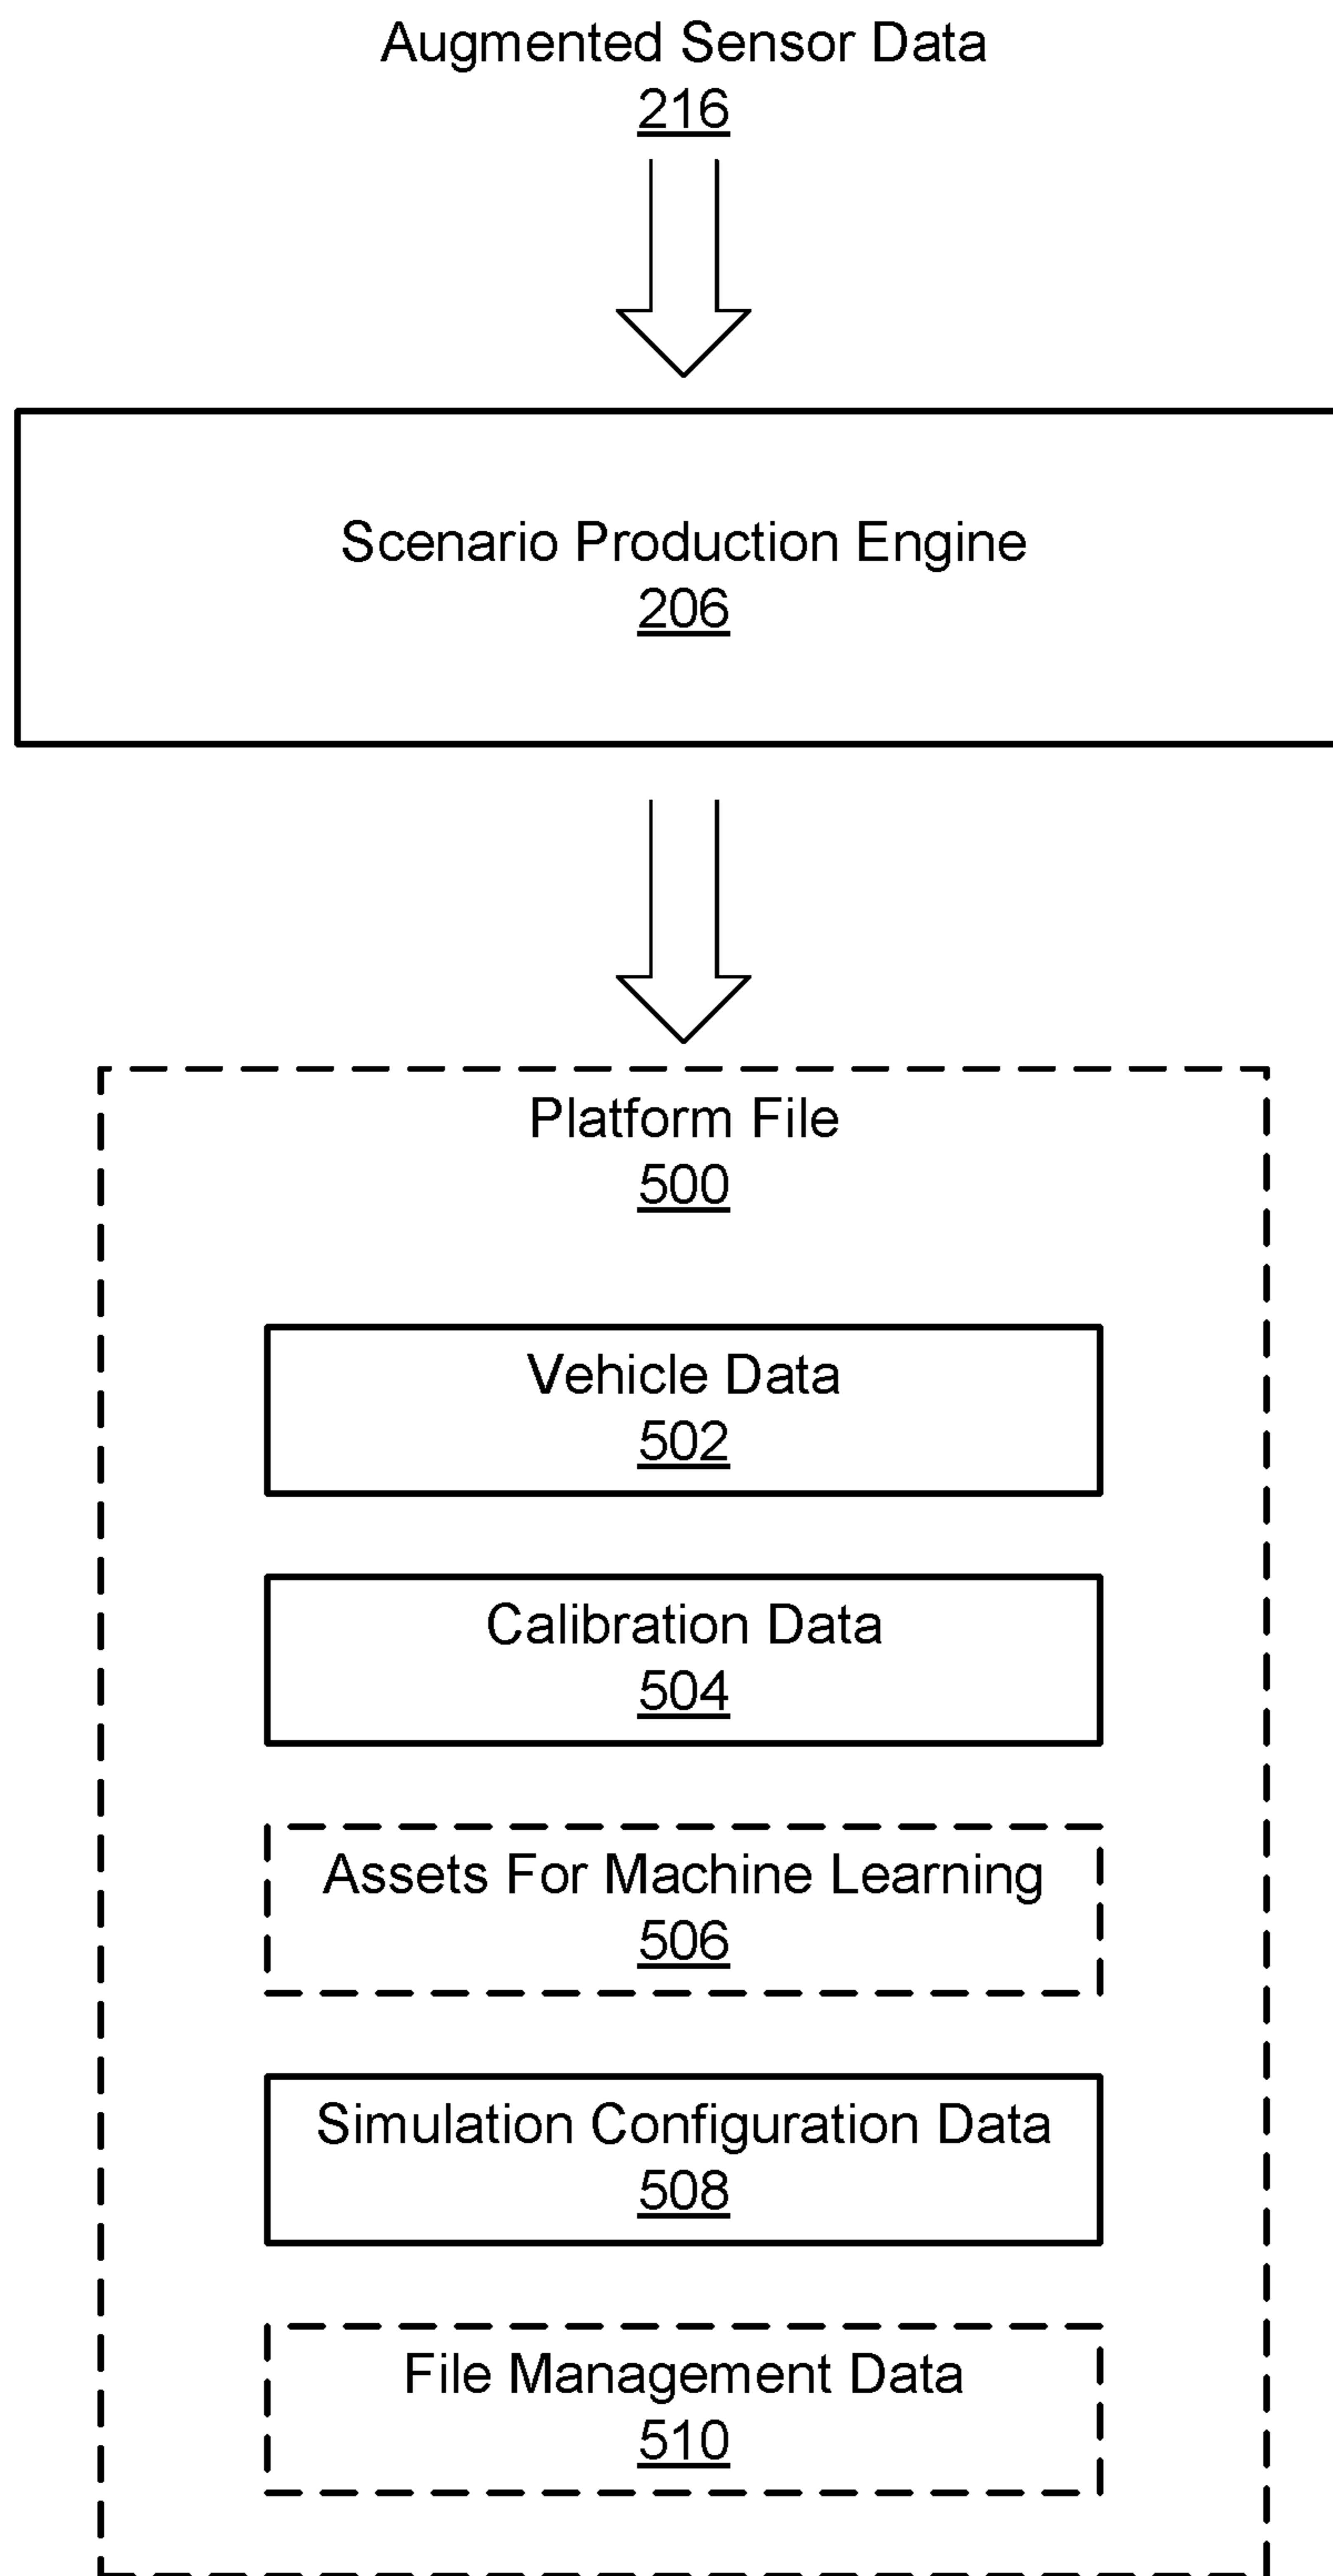 Augmented Sensor Data
216
Scenario Production Engine
206
Platform File
500
Vehicle Data
502
Calibration Data
504
Assets For Machine Learning
506
Simulation Configuration Data
508
File Management Data
510